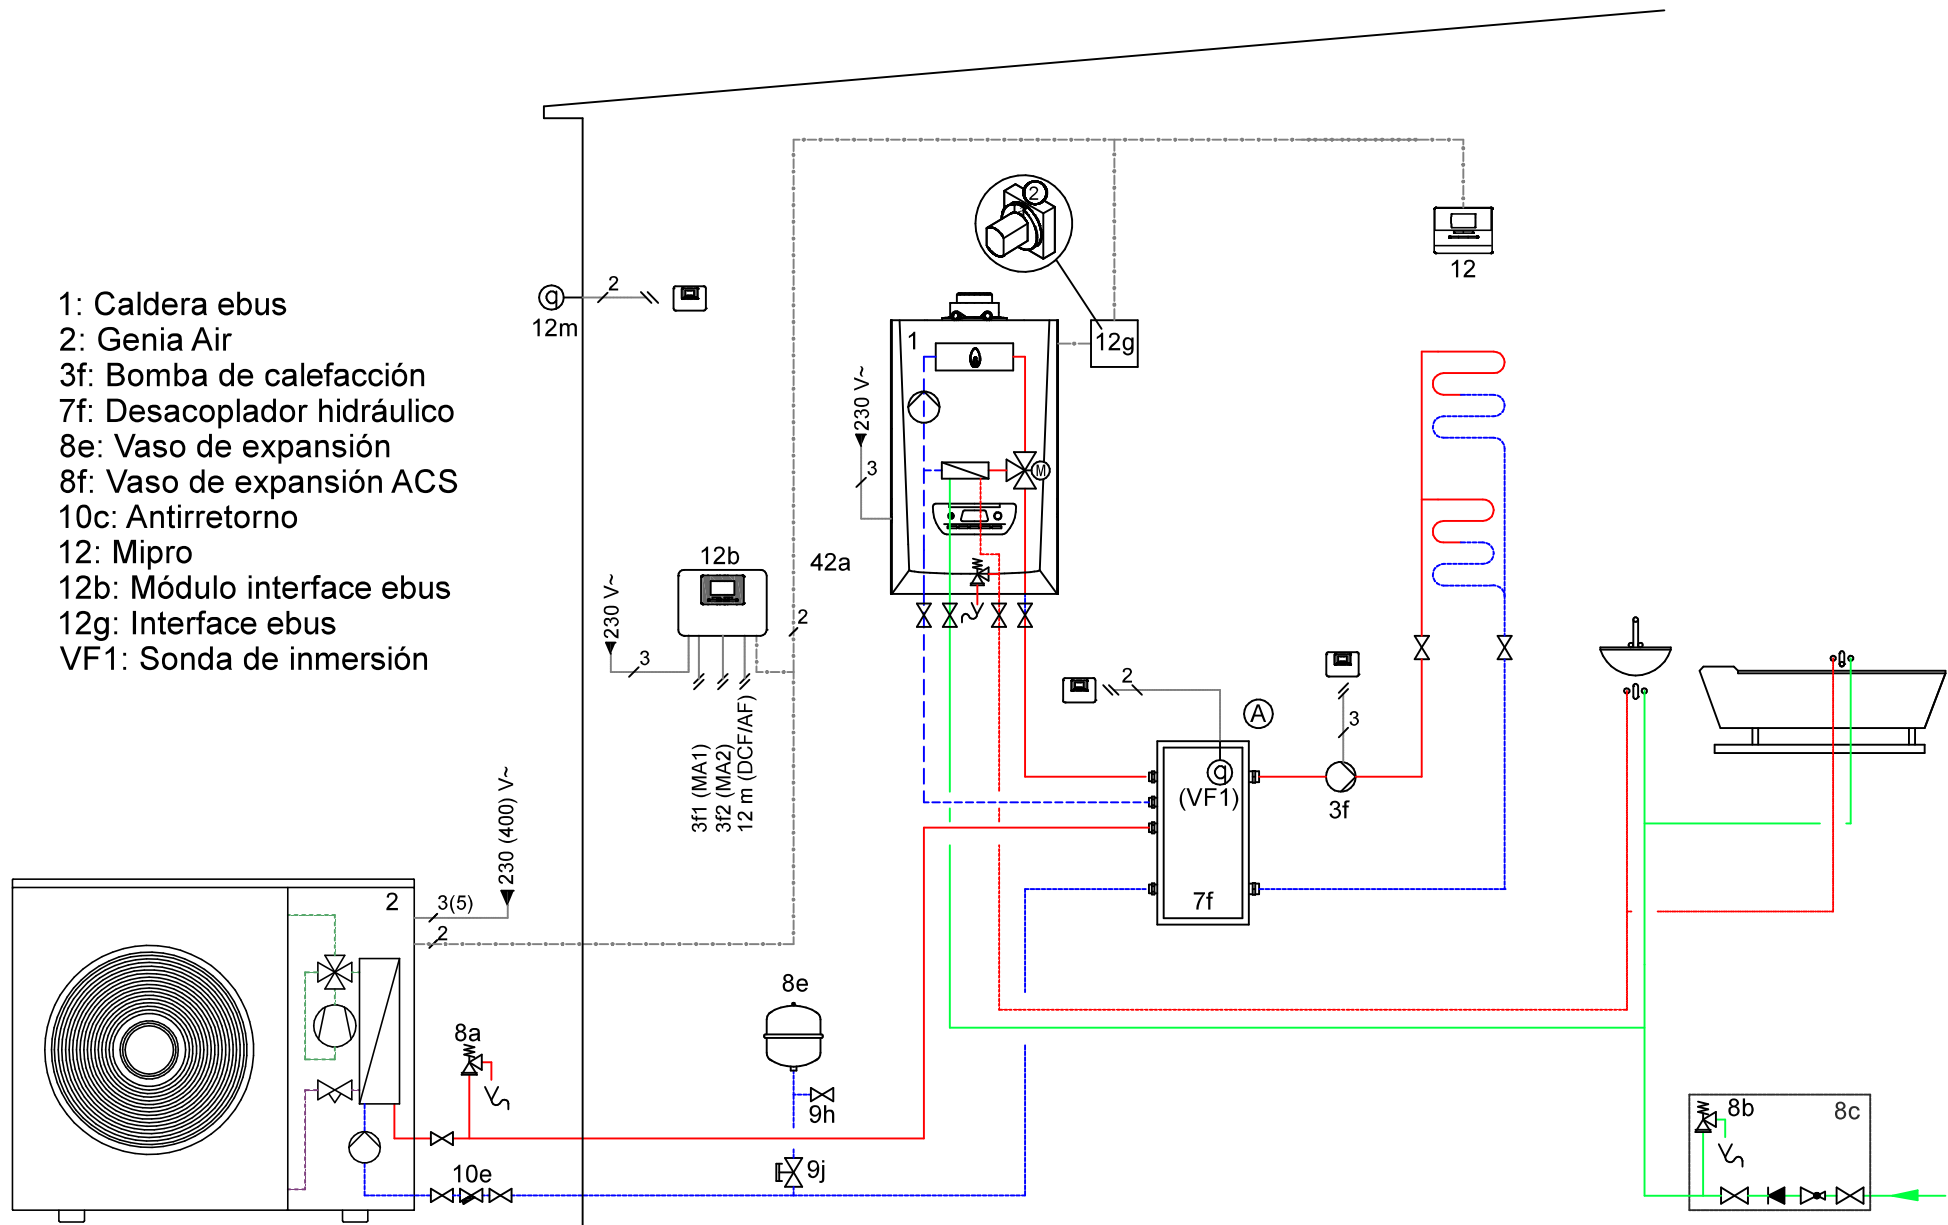 1: Caldera ebus
2: Genia Air
3f: Bomba de calefacción
7f: Desacoplador hidráulico
8e: Vaso de expansión
8f: Vaso de expansión ACS
10c: Antirretorno
12: Mipro
12b: Módulo interface ebus
12g: Interface ebus
VF1: Sonda de inmersión
12m
2
2
12
1
12g
230 V~
3
M
12b
42a
230 V~
3
2
3f1 (MA1)
3f2 (MA2)
12 m (DCF/AF)
2
A
3
(VF1)
3f
7f
230 (400) V~
2
3(5)
2
8e
8a
9h
10e
9j
8b
8c